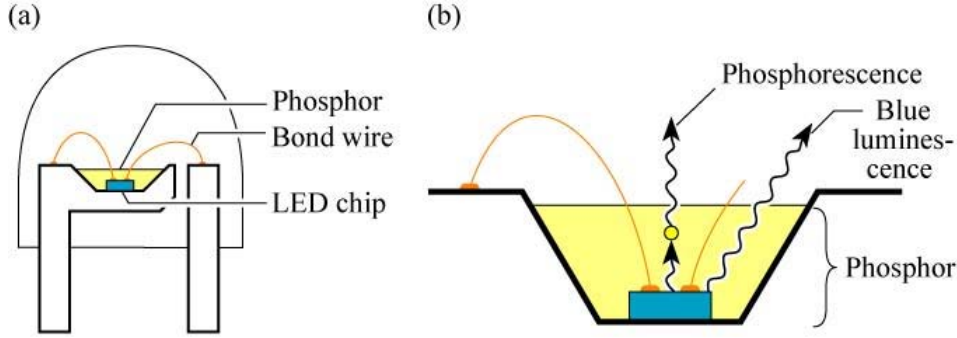 (a)
Phosphor
Bond wire
LED chip
(b)
Phosphorescence
Blue
lumines-
cence
Phosphor